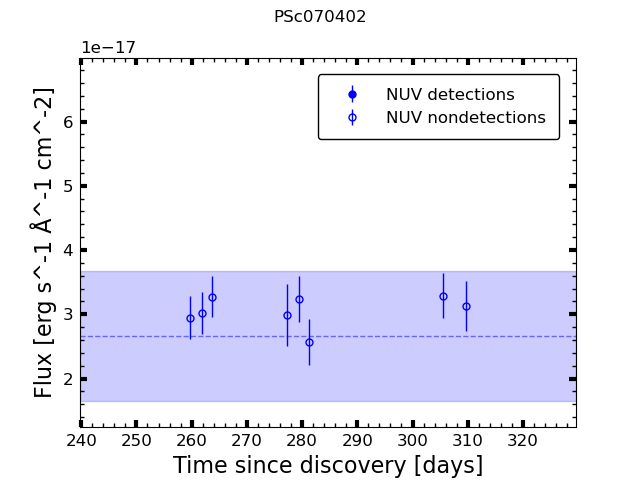 PSc070402
1e−17
NUV detections
NUV nondetections
6
5
4
3
2
Flux [erg s^-1 Å^-1 cm^-2]
240 250 260 270 280 290 300 310 320
Time since discovery [days]